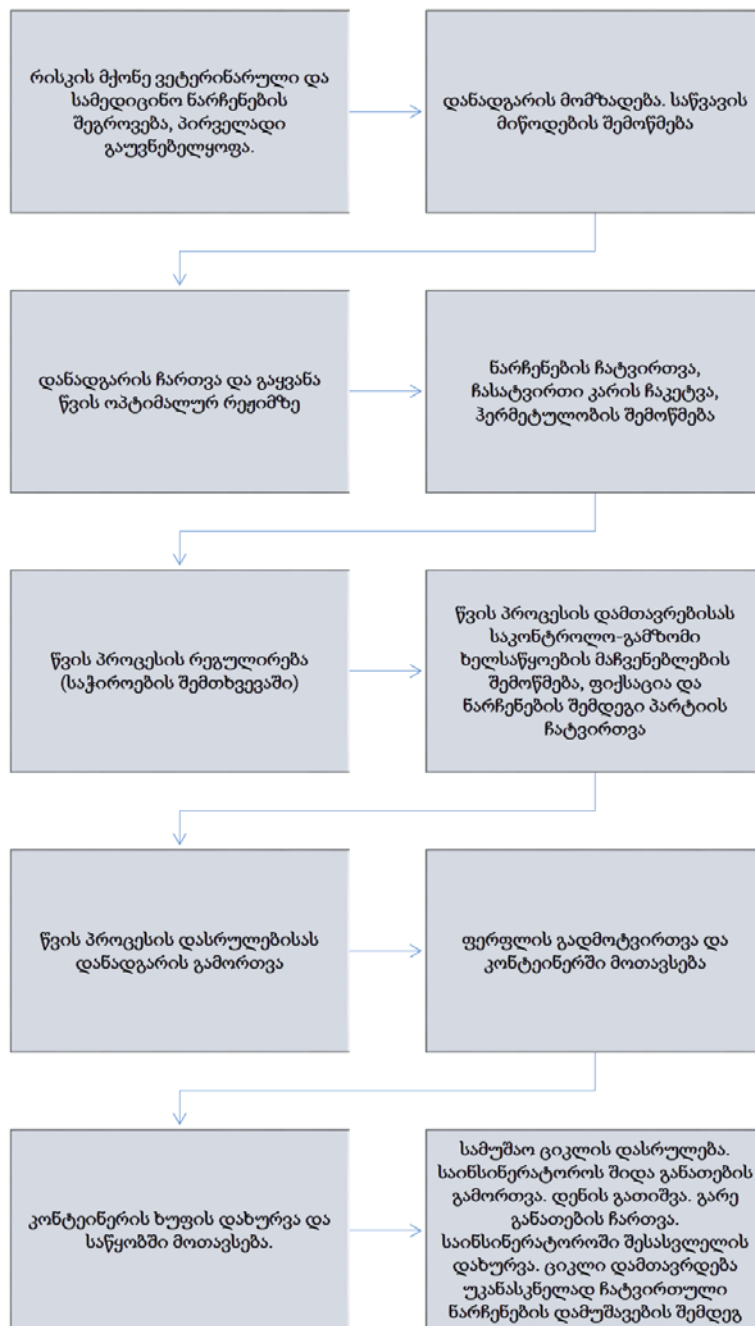 რისკის მქონე ვეტერინარული და
სამედიცინო ნარჩენების
შეგროვება, პირველადი
გაუვნებელყოფა.
დანადგარის მომზადება. საწვავის
მიწოდების შემოწმება
დანადგარის ჩართვა და გაყვანა
წვის ოპტიმალურ რეჟიმზე
ნარჩენების ჩატვირთვა,
ჩასატვირთი კარის ჩაკეტვა,
ჰერმეტულობის შემოწმება
წვის პროცესის რეგულირება
(საჭიროების შემთხვევაში)
წვის პროცესის დამთავრებისას
საკონტროლო-გამზომი
ხელსაწყოების მაჩვენებლების
შემოწმება, ფიქსაცია და
ნარჩენების შემდეგი პარტიის
ჩატვირთვა
წვის პროცესის დასრულებისას
დანადგარის გამორთვა
ფერფლის გადმოტვირთვა და
კონტეინერში მოთავსება
კონტეინერის ხუფის დახურვა და
საწყობში მოთავსება.
სამუშაო ციკლის დასრულება.
საინსინერატოროს შიდა განათების
გამორთვა. დენის გათიშვა. გარე
განათების ჩართვა.
საინსინერატოროში შესასვლელის
დახურვა. ციკლი დამთავრდება
უკანასკნელად ჩატვირთული
ნარჩენების დამუშავების შემდეგ